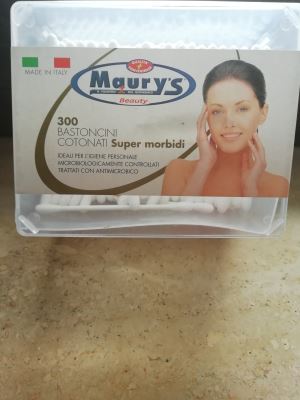 MADE IN ITALY
Maury's
Beauty
300
BASTONCINI
COTONATI Super morbidi
IDEALI PER L'IGIENE PERSONALE
MICROBIOLOGICAMENTE CONTROLLATI
TRATTATI CON ANTIMICROBICO